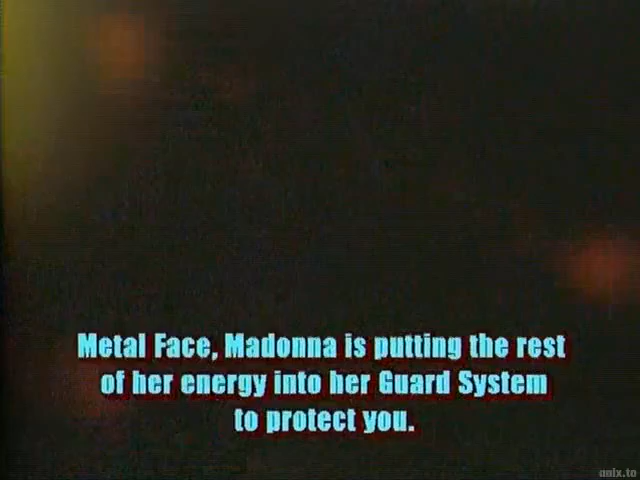 Metal Face, Madonna is putting the rest
of her energy into her Guard System
to protect you.
anix.to